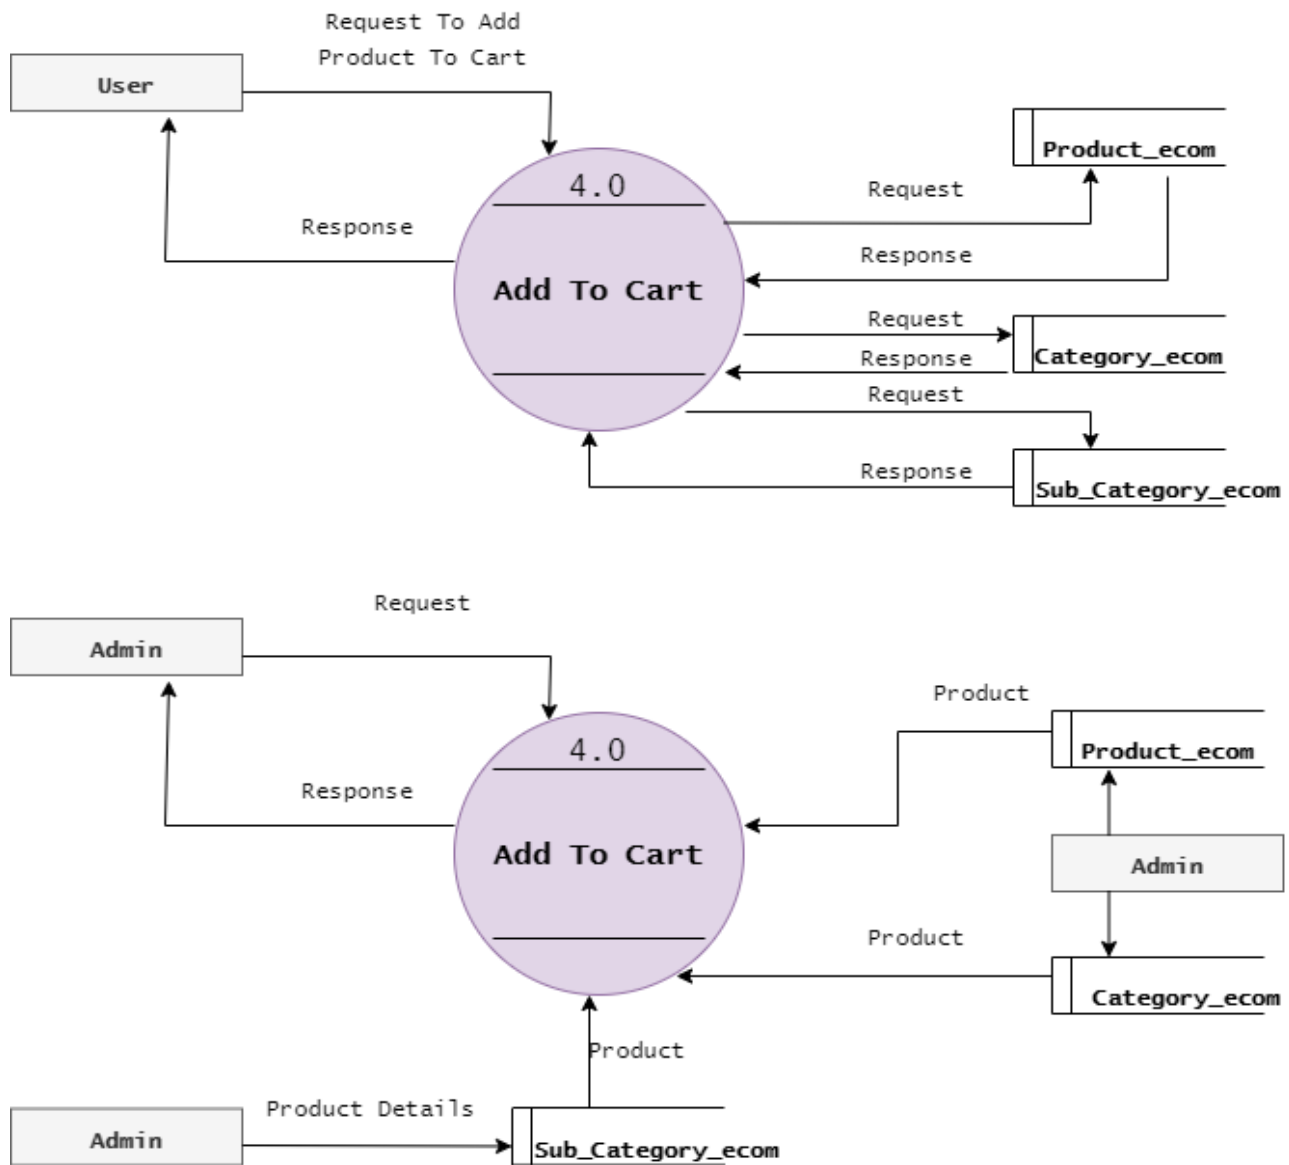 Request To Add
Product To Cart
User
Product_ecom
4.0
Request
Response
Response
Add To Cart
Request
Response
Category_ecom
Request
Response
Sub_Category_ecom
Request
Admin
Product
4.0
Product_ecom
Response
Add To Cart
Admin
Product
Category_ecom
Product
Product Details
Admin
Sub_Category_ecom